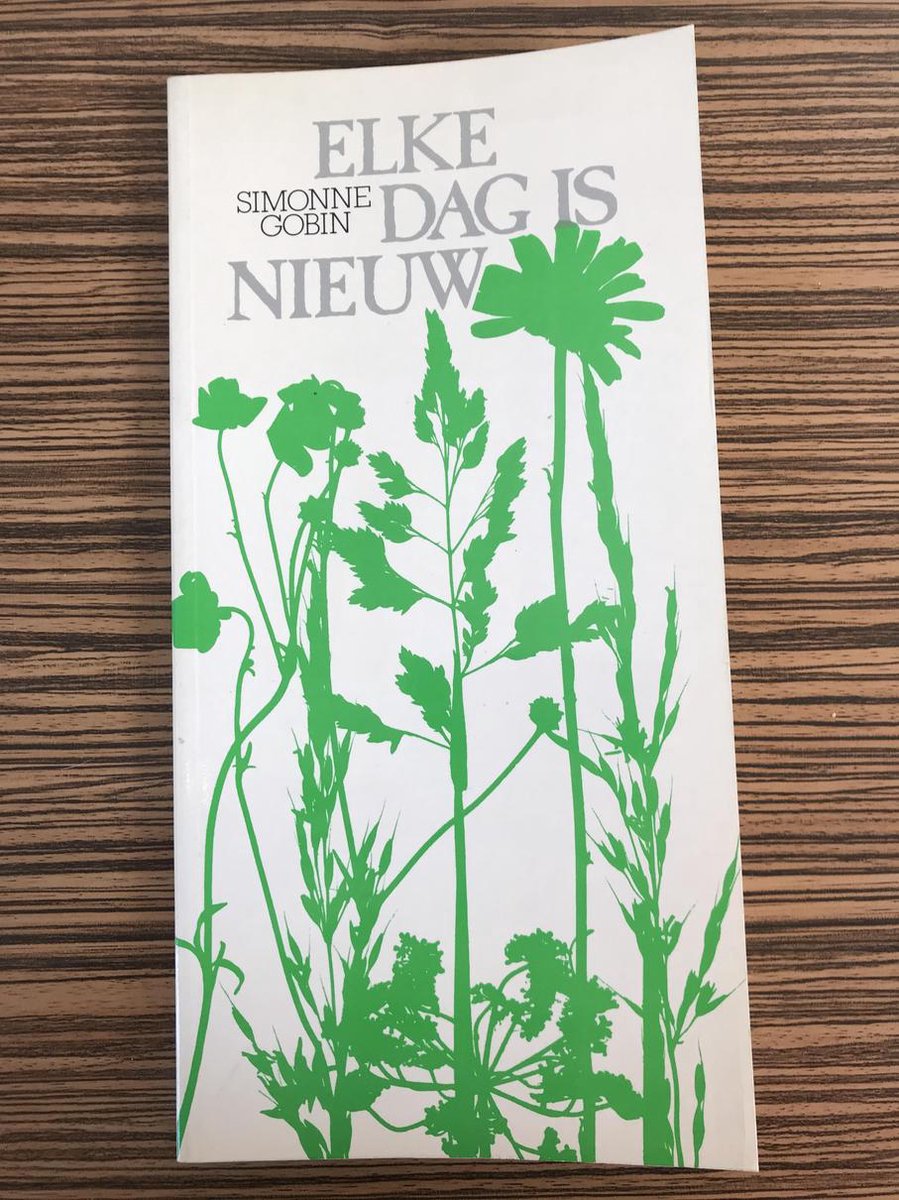 ELKE
SIMONNE
GOBIN
DAG IS
NIEUW